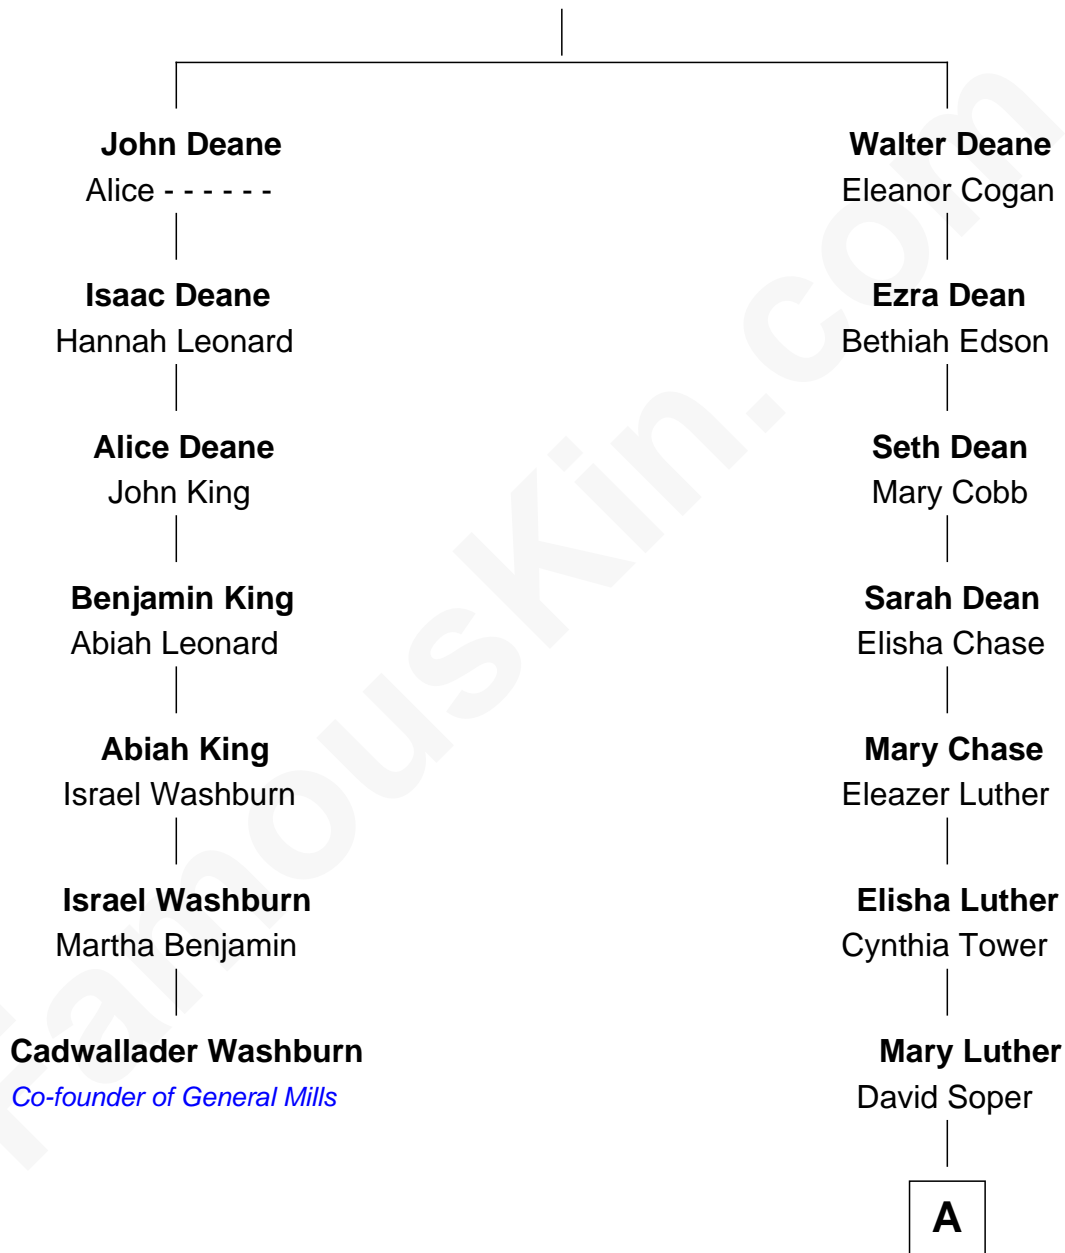 John Deane
Alice - - - - - -
Walter Deane
Eleanor Cogan
Isaac Deane
Hannah Leonard
Ezra Dean
Bethiah Edson
Alice Deane
John King
Seth Dean
Mary Cobb
Benjamin King
Abiah Leonard
Sarah Dean
Elisha Chase
Abiah King
Israel Washburn
Mary Chase
Eleazer Luther
Israel Washburn
Martha Benjamin
Elisha Luther
Cynthia Tower
Cadwallader Washburn
Co-founder of General Mills
Mary Luther
David Soper
A
FamousKin.com